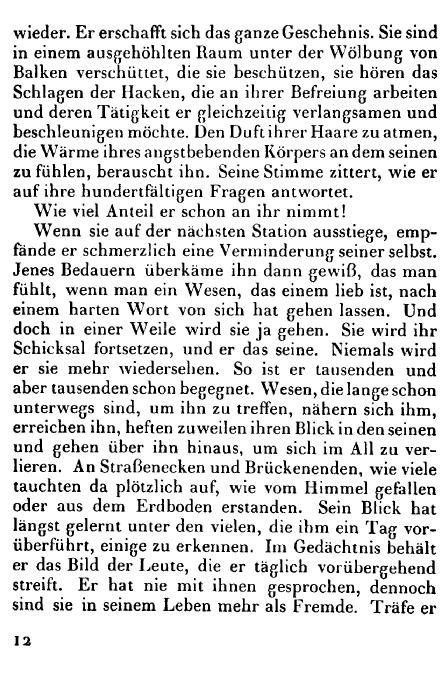 wieder. Er erschafft sich das ganze Geschehnis. Sie sind
in einem ausgehöhlten Raum unter der Wölbung von
Balken verschüttet, die sie beschützen, sie hören das
Schlagen der Hacken, die an ihrer Befreiung arbeiten
und deren Tätigkeit er gleichzeitig verlangsamen und
beschleunigen möchte. Den Duft ihrer Haare zu atmen,
die Wärme ihres angstbebenden Körpers an dem seinen
zu fühlen, berauscht ihn. Seine Stimme zittert, wie er
auf ihre hundertfältigen Fragen antwortet.
Wie viel Anteil er schon an ihr nimmt!
Wenn sie auf der nächsten Station ausstiege, emp-
fände er schmerzlich eine Verminderung seiner selbst.
Jenes Bedauern überkäme ihn dann gewiß, das man
fühlt, wenn man ein Wesen, das einem lieb ist, nach
einem harten Wort von sich hat gehen lassen. Und
doch in einer Weile wird sie ja gehen. Sie wird ihr
Schicksal fortsetzen, und er das seine. Niemals wird
er sie mehr wiedersehen. So ist er tausenden und
aber tausenden schon begegnet. Wesen, die lange schon
unterwegs sind, um ihn zu treffen, nähern sich ihm,
erreichen ihn, heften zuweilen ihren Blick in den seinen
und gehen über ihn hinaus, um sich im All zu ver-
lieren. An Straßenecken und Brückenenden, wie viele
tauchten da plötzlich auf, wie vom Himmel gefallen
oder aus dem Erdboden erstanden. Sein Blick hat
längst gelernt unter den vielen, die ihm ein Tag vor-
überführt, einige zu erkennen. Im Gedächtnis behält
er das Bild der Leute, die er täglich vorübergehend
streift. Er hat nie mit ihnen gesprochen, dennoch
sind sie in seinem Leben mehr als Fremde. Träfe er
12